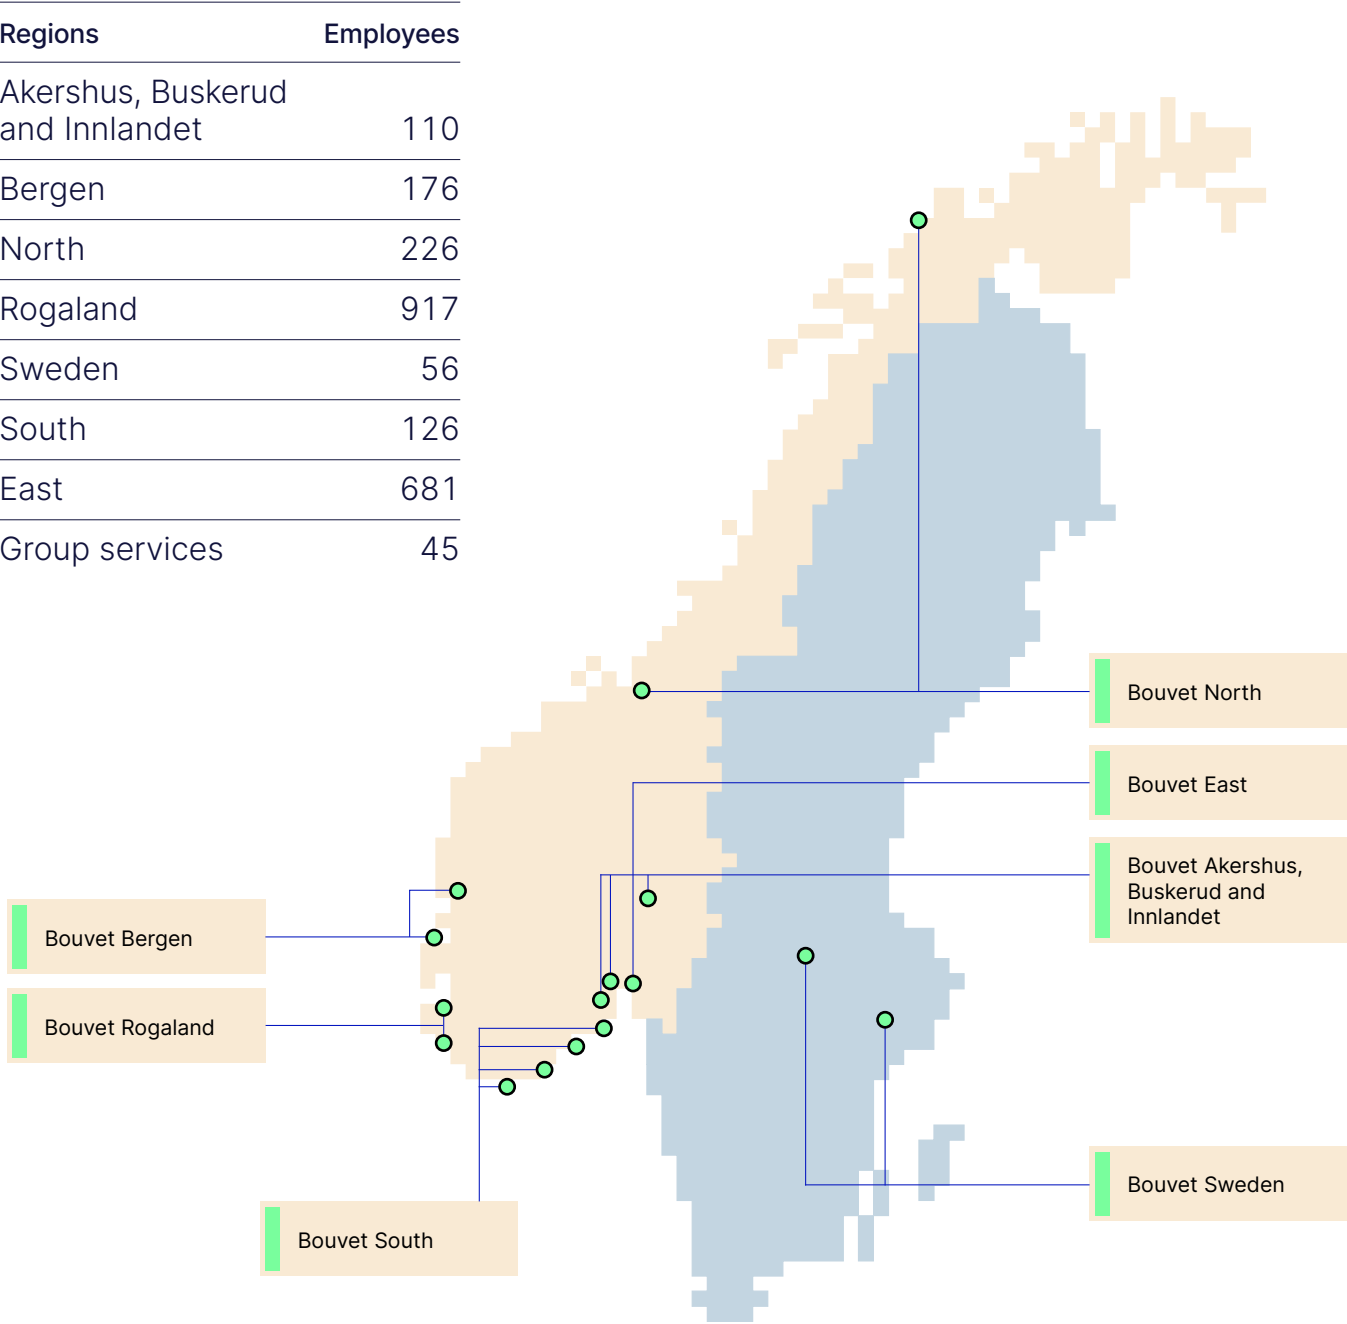 Regions Employees
Akershus, Buskerud
and Innlandet 110
Bergen 176
North 226
Rogaland 917
Sweden 56
South 126
East 681
Group services 45
Bouvet North
Bouvet East
Bouvet Akershus,
Buskerud and
Innlandet
Bouvet Bergen
Bouvet Rogaland
Bouvet Sweden
Bouvet South